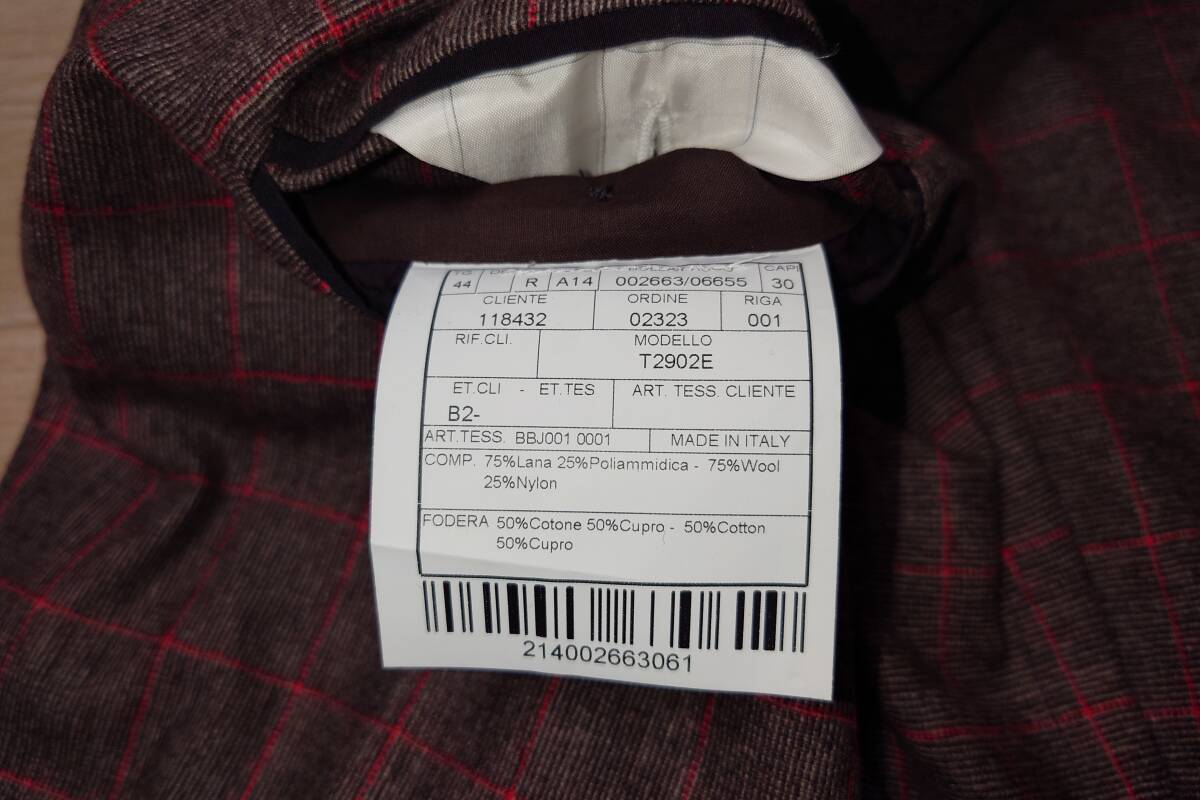 TG CAPI
44 R A14 002663/06655 30
CLIENTE ORDINE RIGA
118432 02323 001
RIF.CLI. MODELLO
T2902E
ET.CLI - ET.TES ART. TESS. CLIENTE
B2-
ART.TESS. BBJ001 0001 MADE IN ITALY
COMP. 75%Lana 25%Poliammidica - 75%Wool
25%Nylon
FODERA 50%Cotone 50%Cupro - 50%Cotton
50%Cupro
214002663061